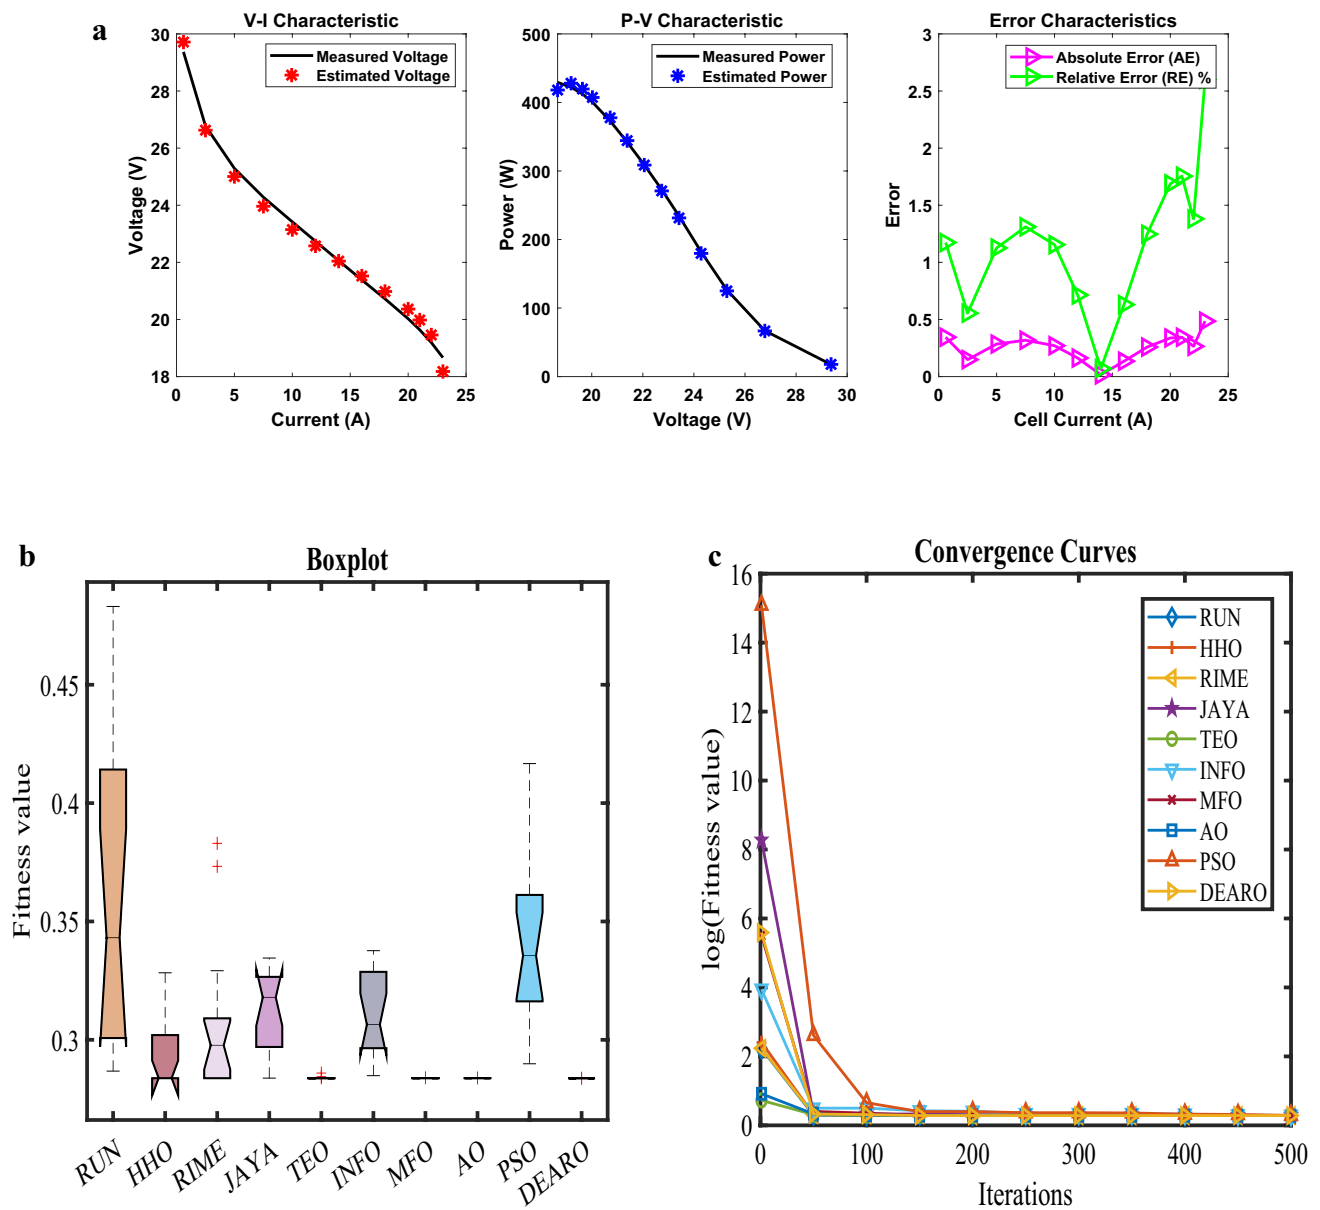 a
V-I Characteristic
Measured Voltage
Estimated Voltage
Voltage (V)
30
28
26
24
22
20
18
0 5 10 15 20 25
Current (A)
P-V Characteristic
Measured Power
Estimated Power
Power (W)
500
400
300
200
100
0
20 22 24 26 28 30
Voltage (V)
Error Characteristics
Absolute Error (AE)
Relative Error (RE) %
Error
3
2.5
2
1.5
1
0.5
0
0 5 10 15 20 25
Cell Current (A)
b
Boxplot
Fitness value
0.45
0.4
0.35
0.3
RUN HHO RIME JAYA TEO INFO MFO AO PSO DEARO
c
Convergence Curves
log(Fitness value)
16
14
12
10
8
6
4
2
0
RUN
HHO
RIME
JAYA
TEO
INFO
MFO
AO
PSO
DEARO
0 100 200 300 400 500
Iterations